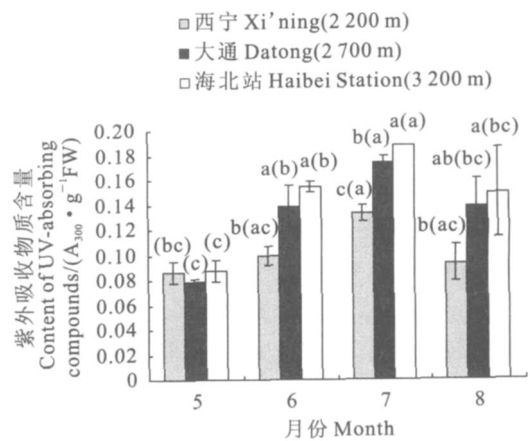 西宁 Xi'ning(2 200 m)
大通 Datong(2 700 m)
海北站 Haibei Station(3 200 m)
紫外吸收物质含量
Content of UV-absorbing
compounds/(A300 • g⁻¹FW)
0.20
0.18
0.16
0.14
0.12
0.10
0.08
0.06
0.04
0.02
0
(bc)
(c)
(c)
b(ac)
a(b)
a(b)
c(a)
b(a)
a(a)
b(ac)
ab(bc)
a(bc)
5 6 7 8
月份 Month